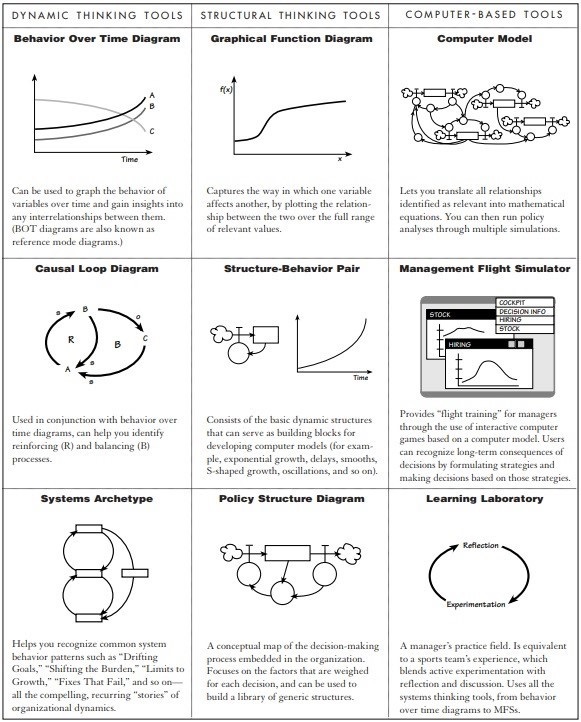 DYNAMIC THINKING TOOLS
STRUCTURAL THINKING TOOLS
COMPUTER-BASED TOOLS
Behavior Over Time Diagram
A
B
C
Time
Can be used to graph the behavior of
variables over time and gain insights into
any interrelationships between them.
(BOT diagrams are also known as
reference mode diagrams.)
Graphical Function Diagram
f(x)
x
Captures the way in which one variable
affects another, by plotting the relation-
ship between the two over the full range
of relevant values.
Computer Model
Lets you translate all relationships
identified as relevant into mathematical
equations. You can then run policy
analyses through multiple simulations.
Causal Loop Diagram
s
B
o
R
B
C
A
s
s
Used in conjunction with behavior over
time diagrams, can help you identify
reinforcing (R) and balancing (B)
processes.
Structure-Behavior Pair
Time
Consists of the basic dynamic structures
that can serve as building blocks for
developing computer models (for exam-
ple, exponential growth, delays, smooths,
S-shaped growth, oscillations, and so on).
Management Flight Simulator
COCKPIT
DECISION INFO
HIRING
STOCK
STOCK
HIRING
Provides “flight training” for managers
through the use of interactive computer
games based on a computer model. Users
can recognize long-term consequences of
decisions by formulating strategies and
making decisions based on those strategies.
Systems Archetype
Helps you recognize common system
behavior patterns such as “Drifting
Goals,” “Shifting the Burden,” “Limits to
Growth,” “Fixes That Fail,” and so on—
all the compelling, recurring “stories” of
organizational dynamics.
Policy Structure Diagram
A conceptual map of the decision-making
process embedded in the organization.
Focuses on the factors that are weighed
for each decision, and can be used to
build a library of generic structures.
Learning Laboratory
Reflection
Experimentation
A manager’s practice field. Is equivalent
to a sports team’s experience, which
blends active experimentation with
reflection and discussion. Uses all the
systems thinking tools, from behavior
over time diagrams to MFSs.